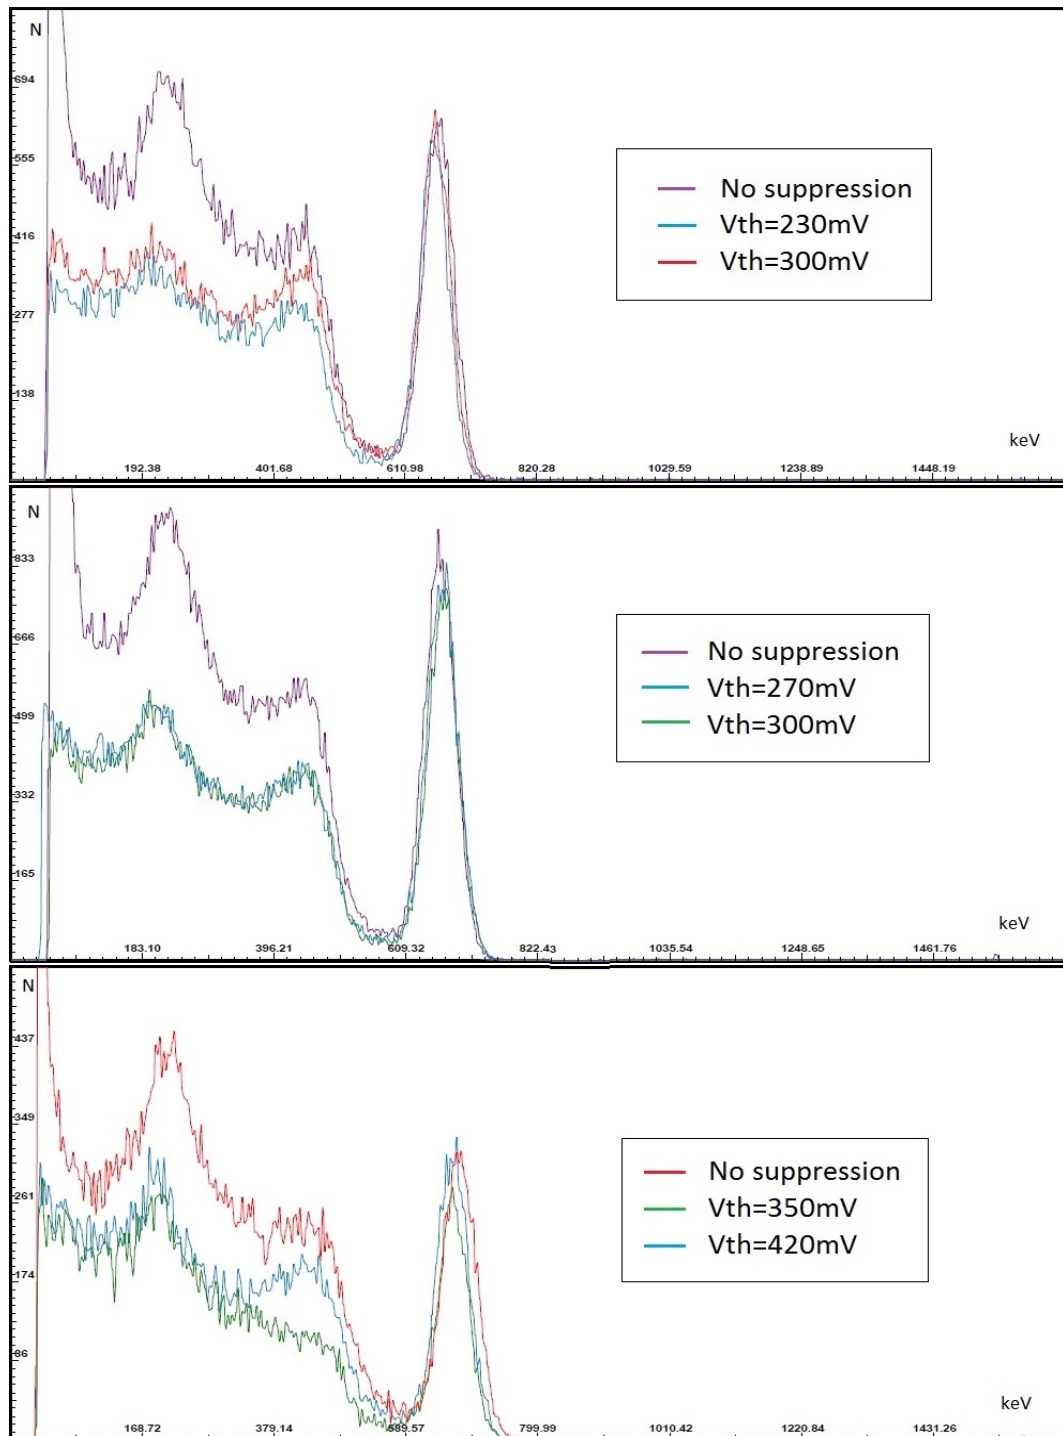 N
694
555
416
277
138
No suppression
Vth=230mV
Vth=300mV
keV
192.38 401.68 610.98 820.28 1029.59 1238.89 1448.19
N
833
666
499
332
165
No suppression
Vth=270mV
Vth=300mV
keV
183.10 396.21 609.32 822.43 1035.54 1248.65 1461.76
N
437
349
261
174
86
No suppression
Vth=350mV
Vth=420mV
keV
168.72 379.14 589.57 799.99 1010.42 1220.84 1431.26